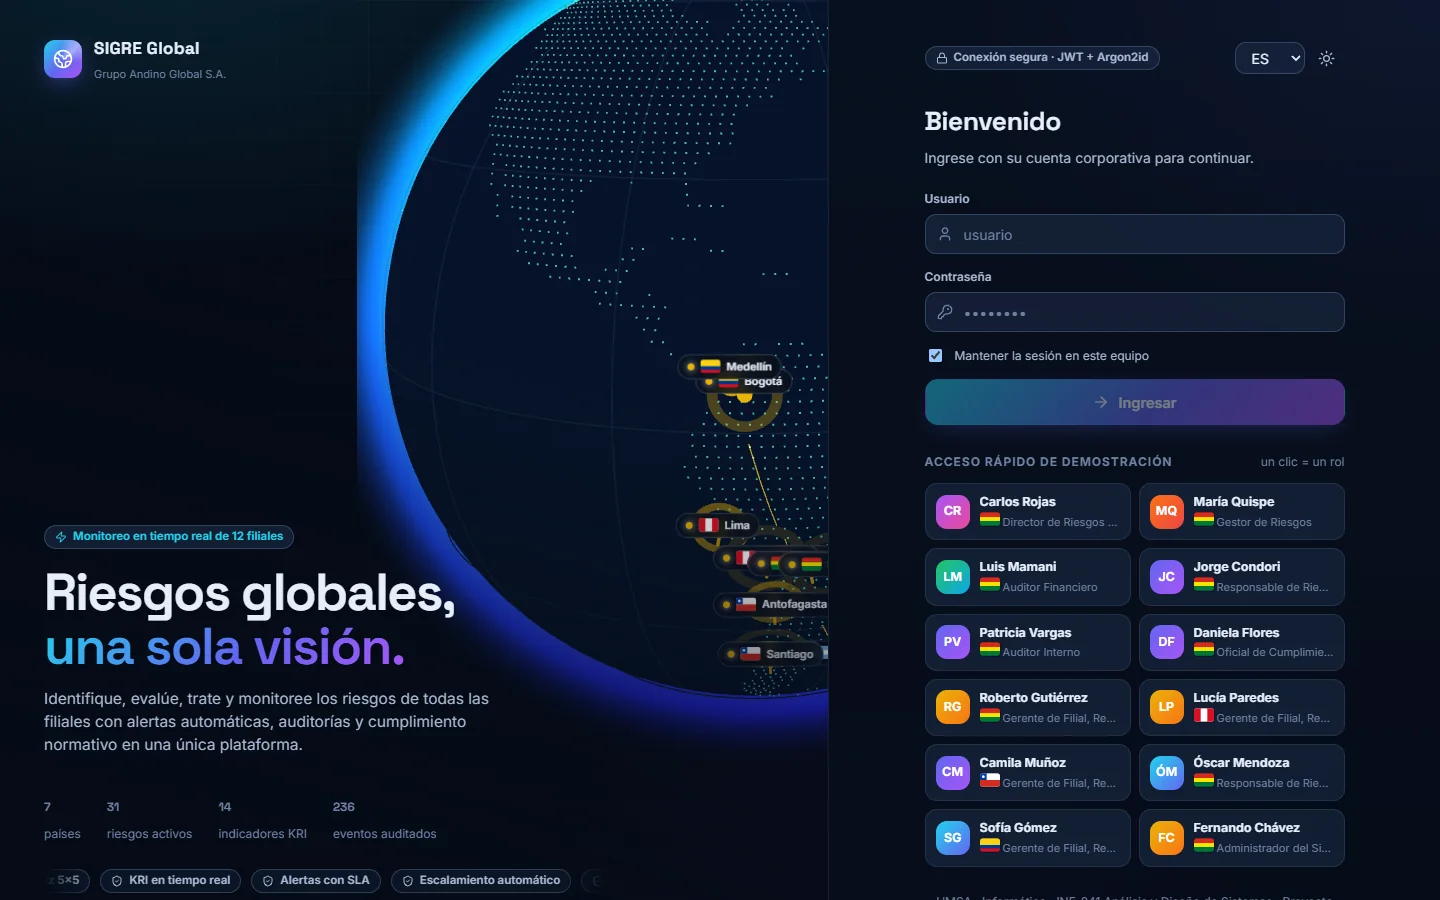 SIGRE Global
Grupo Andino Global S.A.
Medellín
Bogotá
Lima
Antofagasta
Santiago
Monitoreo en tiempo real de 12 filiales
Riesgos globales,
una sola visión.
Identifique, evalúe, trate y monitoree los riesgos de todas las
filiales con alertas automáticas, auditorías y cumplimiento
normativo en una única plataforma.
7
países
31
riesgos activos
14
indicadores KRI
236
eventos auditados
5×5
KRI en tiempo real
Alertas con SLA
Escalamiento automático
Conexión segura · JWT + Argon2id
ES
Bienvenido
Ingrese con su cuenta corporativa para continuar.
Usuario
usuario
Contraseña
Mantener la sesión en este equipo
Ingresar
ACCESO RÁPIDO DE DEMOSTRACIÓN
un clic = un rol
CR
Carlos Rojas
Director de Riesgos ...
MQ
María Quispe
Gestor de Riesgos
LM
Luis Mamani
Auditor Financiero
JC
Jorge Condori
Responsable de Rie...
PV
Patricia Vargas
Auditor Interno
DF
Daniela Flores
Oficial de Cumplimie...
RG
Roberto Gutiérrez
Gerente de Filial, Re...
LP
Lucía Paredes
Gerente de Filial, Re...
CM
Camila Muñoz
Gerente de Filial, Re...
ÓM
Óscar Mendoza
Responsable de Rie...
SG
Sofía Gómez
Gerente de Filial, Re...
FC
Fernando Chávez
Administrador del Si...